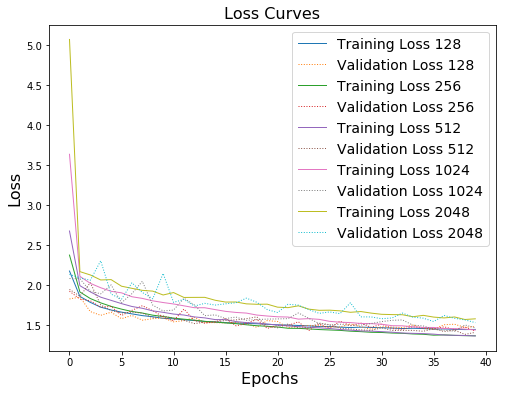 Loss Curves
Loss
5.0
4.5
4.0
3.5
3.0
2.5
2.0
1.5
Training Loss 128
Validation Loss 128
Training Loss 256
Validation Loss 256
Training Loss 512
Validation Loss 512
Training Loss 1024
Validation Loss 1024
Training Loss 2048
Validation Loss 2048
0 5 10 15 20 25 30 35 40
Epochs